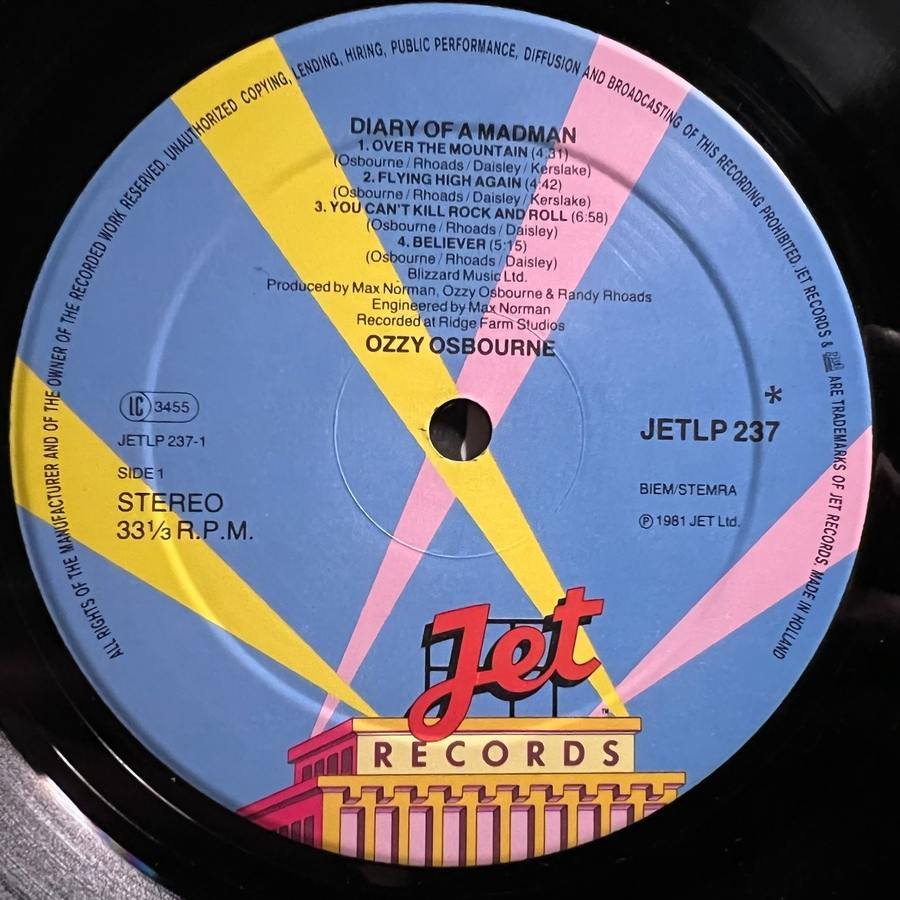 ALL RIGHTS OF THE MANUFACTURER AND OF THE OWNER OF THE RECORDED WORK RESERVED. UNAUTHORIZED COPYING, LENDING, HIRING, PUBLIC PERFORMANCE, DIFFUSION AND BROADCASTING OF THIS RECORDING PROHIBITED. JET RECORDS & ARE TRADEMARKS OF JET RECORDS. MADE IN HOLLAND
DIARY OF A MADMAN
1. OVER THE MOUNTAIN (4:31)
(Osbourne/Rhoads/Daisley/Kerslake)
2. FLYING HIGH AGAIN (4:42)
(Osbourne/Rhoads/Daisley/Kerslake)
3. YOU CAN'T KILL ROCK AND ROLL (6:58)
(Osbourne/Rhoads/Daisley)
4. BELIEVER (5:15)
(Osbourne/Rhoads/Daisley)
Blizzard Music Ltd.
Produced by Max Norman, Ozzy Osbourne & Randy Rhoads
Engineered by Max Norman
Recorded at Ridge Farm Studios
OZZY OSBOURNE
LC 3455
JETLP 237-1
SIDE 1
STEREO
33⅓ R.P.M.
*
JETLP 237
BIEM/STEMRA
℗ 1981 JET Ltd.
Jet
TM
RECORDS